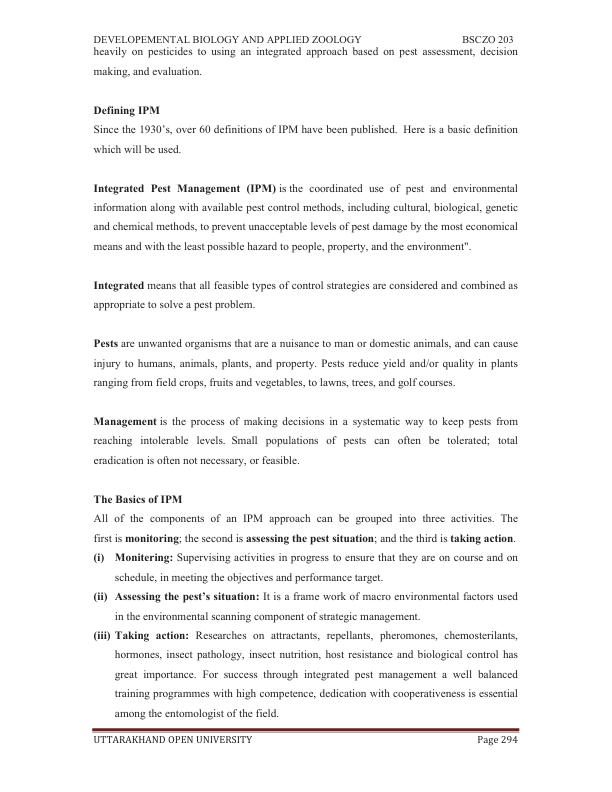 DEVELOPEMENTAL BIOLOGY AND APPLIED ZOOLOGY BSCZO 203
heavily on pesticides to using an integrated approach based on pest assessment, decision
making, and evaluation.
Defining IPM
Since the 1930's, over 60 definitions of IPM have been published. Here is a basic definition
which will be used.
Integrated Pest Management (IPM) is the coordinated use of pest and environmental
information along with available pest control methods, including cultural, biological, genetic
and chemical methods, to prevent unacceptable levels of pest damage by the most economical
means and with the least possible hazard to people, property, and the environment".
Integrated means that all feasible types of control strategies are considered and combined as
appropriate to solve a pest problem.
Pests are unwanted organisms that are a nuisance to man or domestic animals, and can cause
injury to humans, animals, plants, and property. Pests reduce yield and/or quality in plants
ranging from field crops, fruits and vegetables, to lawns, trees, and golf courses.
Management is the process of making decisions in a systematic way to keep pests from
reaching intolerable levels. Small populations of pests can often be tolerated; total
eradication is often not necessary, or feasible.
The Basics of IPM
All of the components of an IPM approach can be grouped into three activities. The
first is monitoring; the second is assessing the pest situation; and the third is taking action.
(i) Monitering: Supervising activities in progress to ensure that they are on course and on
schedule, in meeting the objectives and performance target.
(ii) Assessing the pest's situation: It is a frame work of macro environmental factors used
in the environmental scanning component of strategic management.
(iii) Taking action: Researches on attractants, repellants, pheromones, chemosterilants,
hormones, insect pathology, insect nutrition, host resistance and biological control has
great importance. For success through integrated pest management a well balanced
training programmes with high competence, dedication with cooperativeness is essential
among the entomologist of the field.
UTTARAKHAND OPEN UNIVERSITY Page 294